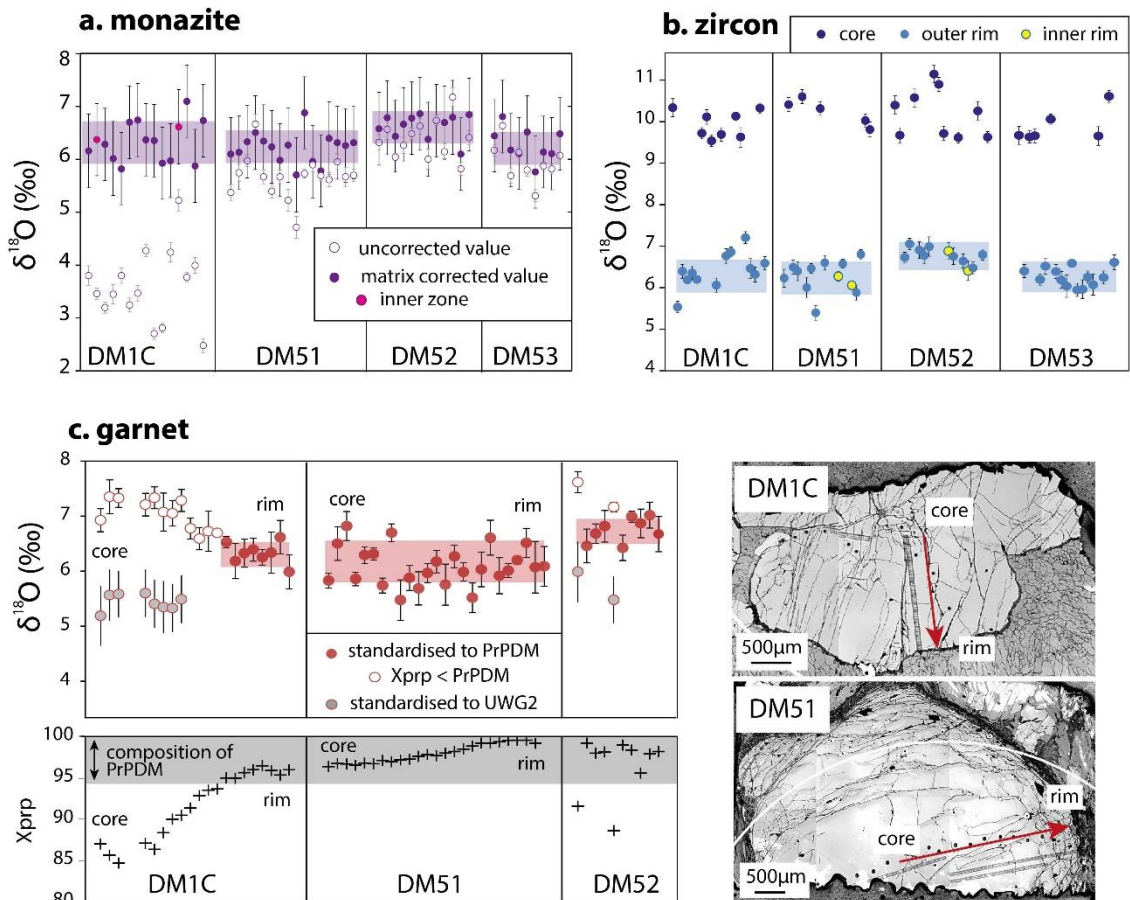 a. monazite
δ18O (‰)
8
7
6
5
4
3
2
uncorrected value
matrix corrected value
inner zone
DM1C
DM51
DM52
DM53
b. zircon
core
outer rim
inner rim
δ18O (‰)
11
10
9
8
7
6
5
4
DM1C
DM51
DM52
DM53
c. garnet
δ18O (‰)
8
7
6
5
4
core
rim
core
rim
standardised to PrPDM
Xprp < PrPDM
standardised to UWG2
Xprp
100
95
90
85
80
composition of
PrPDM
core
rim
core
rim
DM1C
DM51
DM52
DM1C
core
rim
500µm
DM51
core
rim
500µm